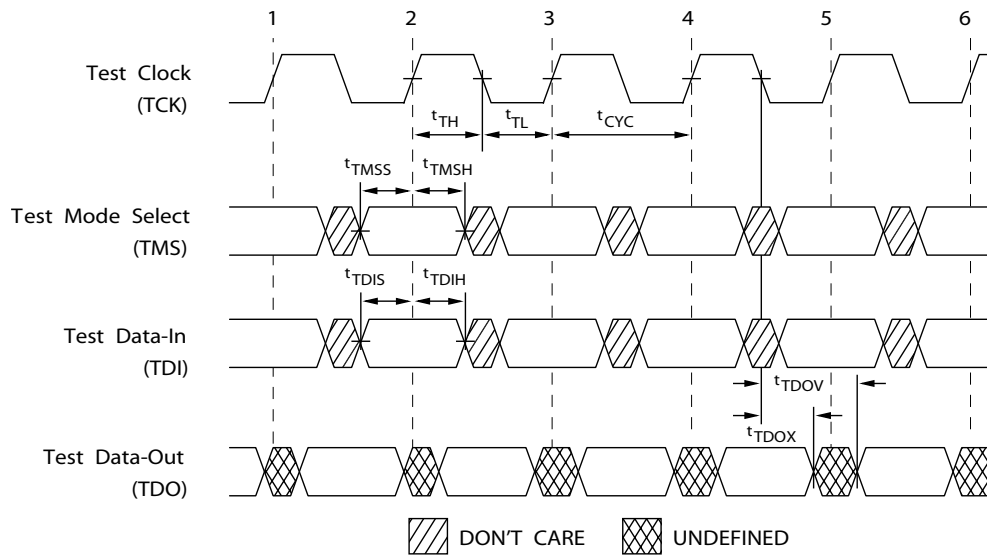 1 2 3 4 5 6
Test Clock
(TCK)
tTH tTL tCYC
tTMSS tTMSH
Test Mode Select
(TMS)
tTDIS tTDIH
Test Data-In
(TDI)
tTDOV
tTDOX
Test Data-Out
(TDO)
DON'T CARE UNDEFINED